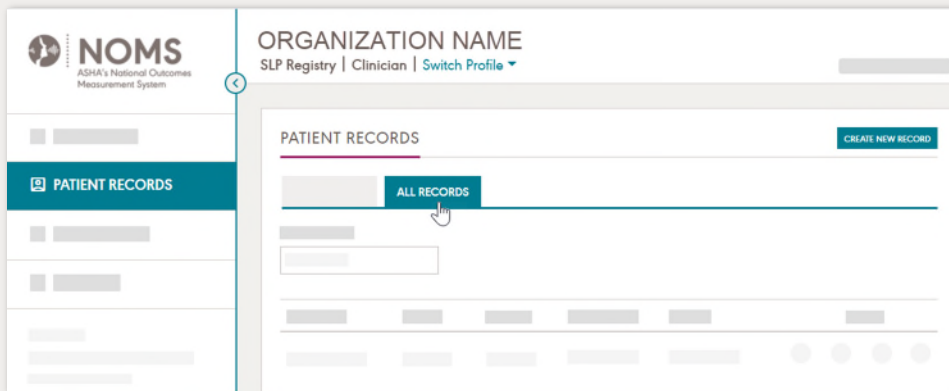 NOMS
ASHA's National Outcomes
Measurement System
ORGANIZATION NAME
SLP Registry | Clinician | Switch Profile
PATIENT RECORDS
PATIENT RECORDS
CREATE NEW RECORD
ALL RECORDS